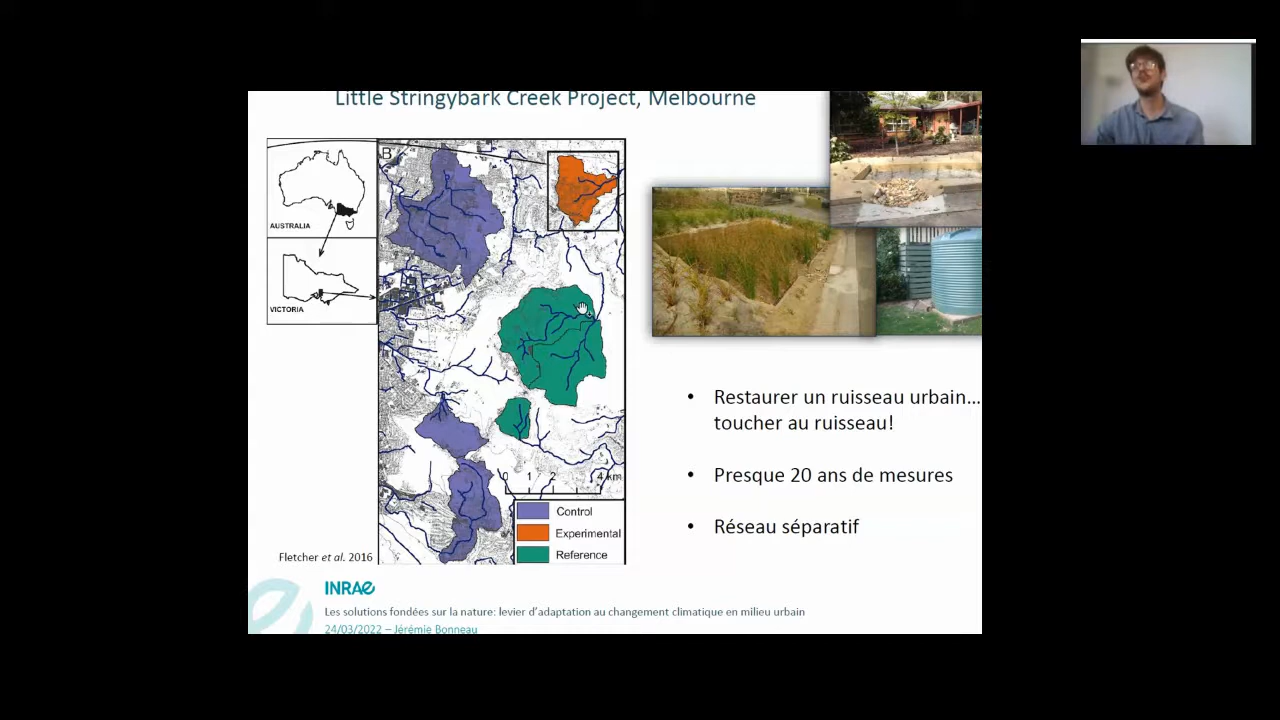 Little Stringybark Creek Project, Melbourne
B
AUSTRALIA
VICTORIA
0 1 2 4 km
Control
Experimental
Reference
Fletcher et al. 2016
• Restaurer un ruisseau urbain...
toucher au ruisseau!
• Presque 20 ans de mesures
• Réseau séparatif
INRAE
Les solutions fondées sur la nature: levier d'adaptation au changement climatique en milieu urbain
24/03/2022 – Jérémie Bonneau